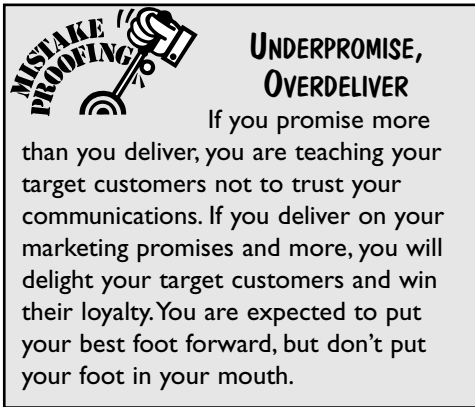 MISTAKE
PROOFING
UNDERPROMISE,
OVERDELIVER
If you promise more
than you deliver, you are teaching your
target customers not to trust your
communications. If you deliver on your
marketing promises and more, you will
delight your target customers and win
their loyalty. You are expected to put
your best foot forward, but don’t put
your foot in your mouth.